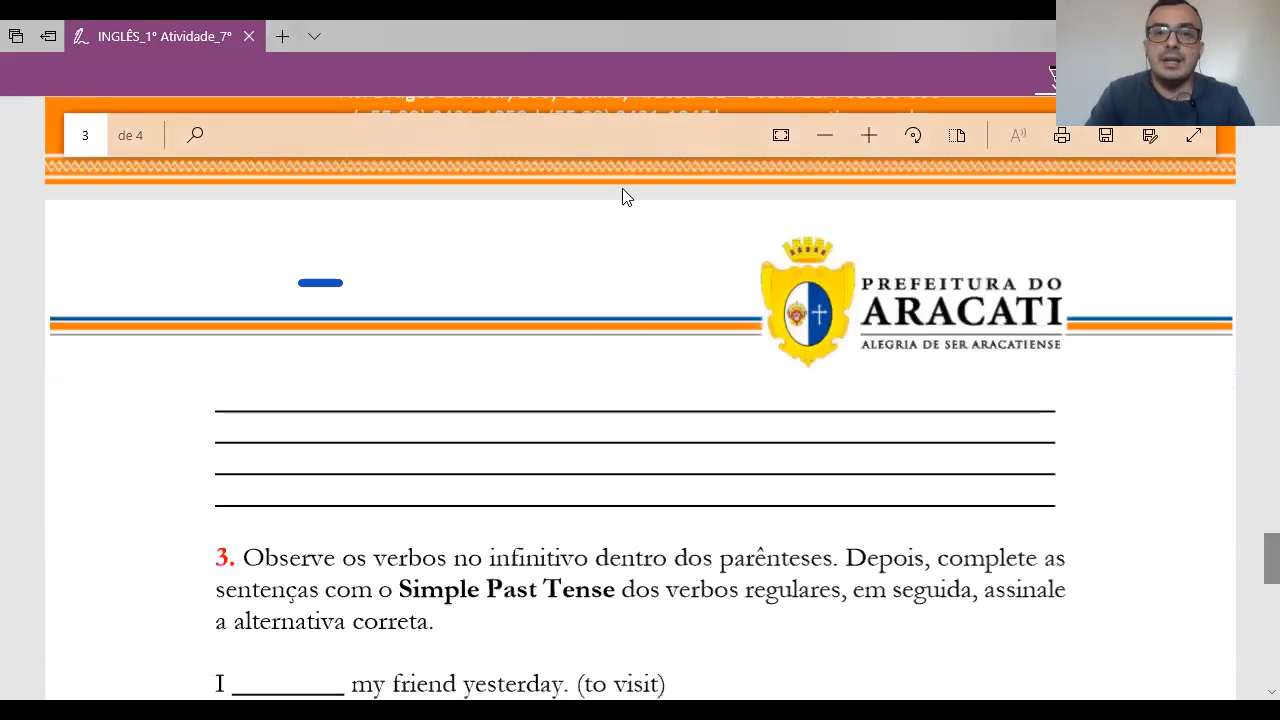 INGLÊS_1º Atividade_7º
3 de 4
PREFEITURA DO
ARACATI
ALEGRIA DE SER ARACATIENSE
3. Observe os verbos no infinitivo dentro dos parênteses. Depois, complete as
sentenças com o Simple Past Tense dos verbos regulares, em seguida, assinale
a alternativa correta.
I ________ my friend yesterday. (to visit)